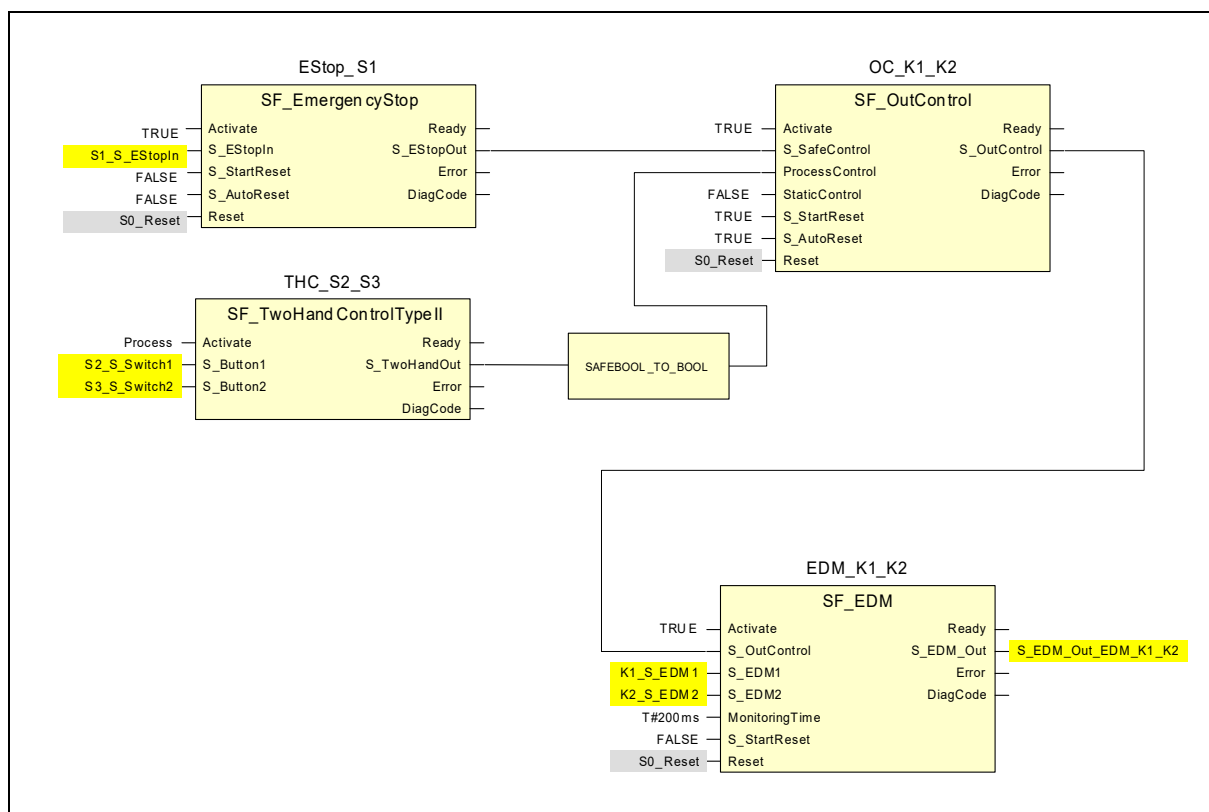 EStop_S1
SF_EmergencyStop
TRUE
Activate
Ready
S1_S_EStopIn
S_EStopIn
S_EStopOut
FALSE
S_StartReset
Error
FALSE
S_AutoReset
DiagCode
S0_Reset
Reset
OC_K1_K2
SF_OutControl
TRUE
Activate
Ready
S_SafeControl
S_OutControl
ProcessControl
Error
FALSE
StaticControl
DiagCode
TRUE
S_StartReset
TRUE
S_AutoReset
S0_Reset
Reset
THC_S2_S3
SF_TwoHandControlTypeII
Process
Activate
Ready
S2_S_Switch1
S_Button1
S_TwoHandOut
S3_S_Switch2
S_Button2
Error
DiagCode
SAFEBOOL_TO_BOOL
EDM_K1_K2
SF_EDM
TRUE
Activate
Ready
S_OutControl
S_EDM_Out
S_EDM_Out_EDM_K1_K2
K1_S_EDM1
S_EDM1
Error
K2_S_EDM2
S_EDM2
DiagCode
T#200ms
MonitoringTime
FALSE
S_StartReset
S0_Reset
Reset